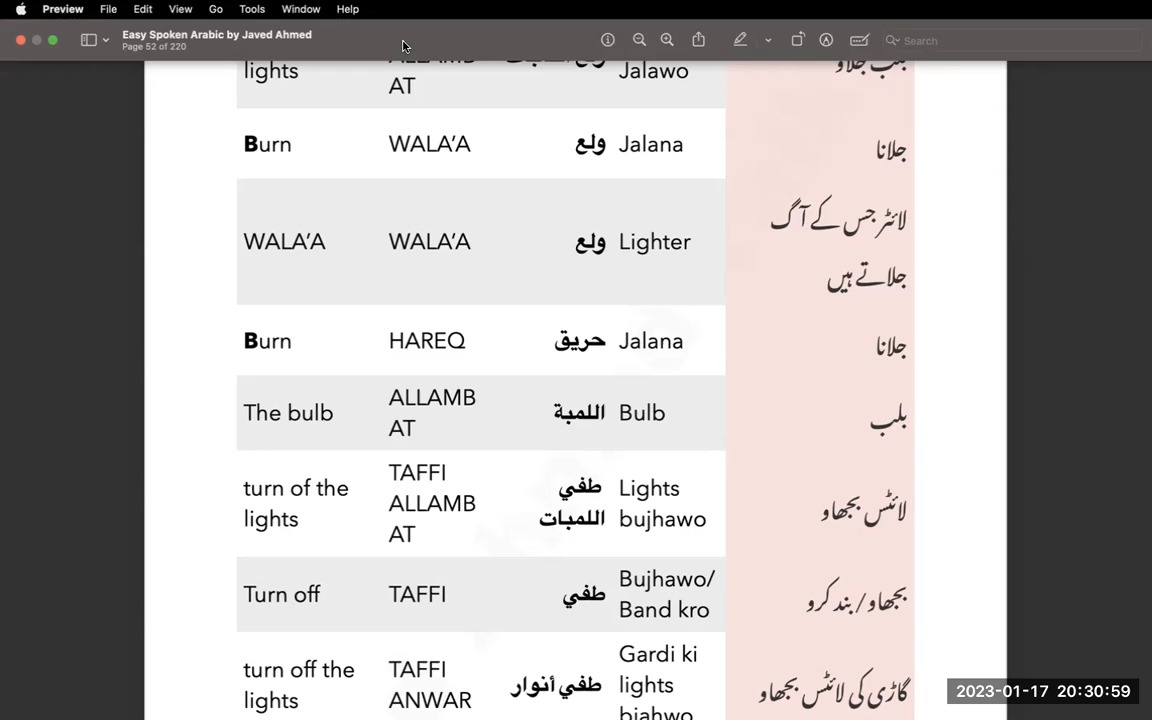 Preview File Edit View Go Tools Window Help
Easy Spoken Arabic by Javed Ahmed
Page 52 of 220
Search
lights
ALLAMB
AT
Jalawo
بلب جلاو
Burn WALA’A ولع Jalana جلانا
WALA’A WALA’A ولع Lighter
لائٹر جس کے آگ
جلاتے ہیں
Burn HAREQ حريق Jalana جلانا
The bulb
ALLAMB
AT
اللمبة
Bulb
بلب
turn of the
lights
TAFFI
ALLAMB
AT
طفي
اللمبات
Lights
bujhawo
لائٹس بجھاو
Turn off
TAFFI
طفي
Bujhawo/
Band kro
بجھاو / بند کرو
turn off the
lights
TAFFI
ANWAR
طفي أنوار
Gardi ki
lights
bjahwo
گاڑی کی لائٹس بجھاو
2023-01-17 20:30:59